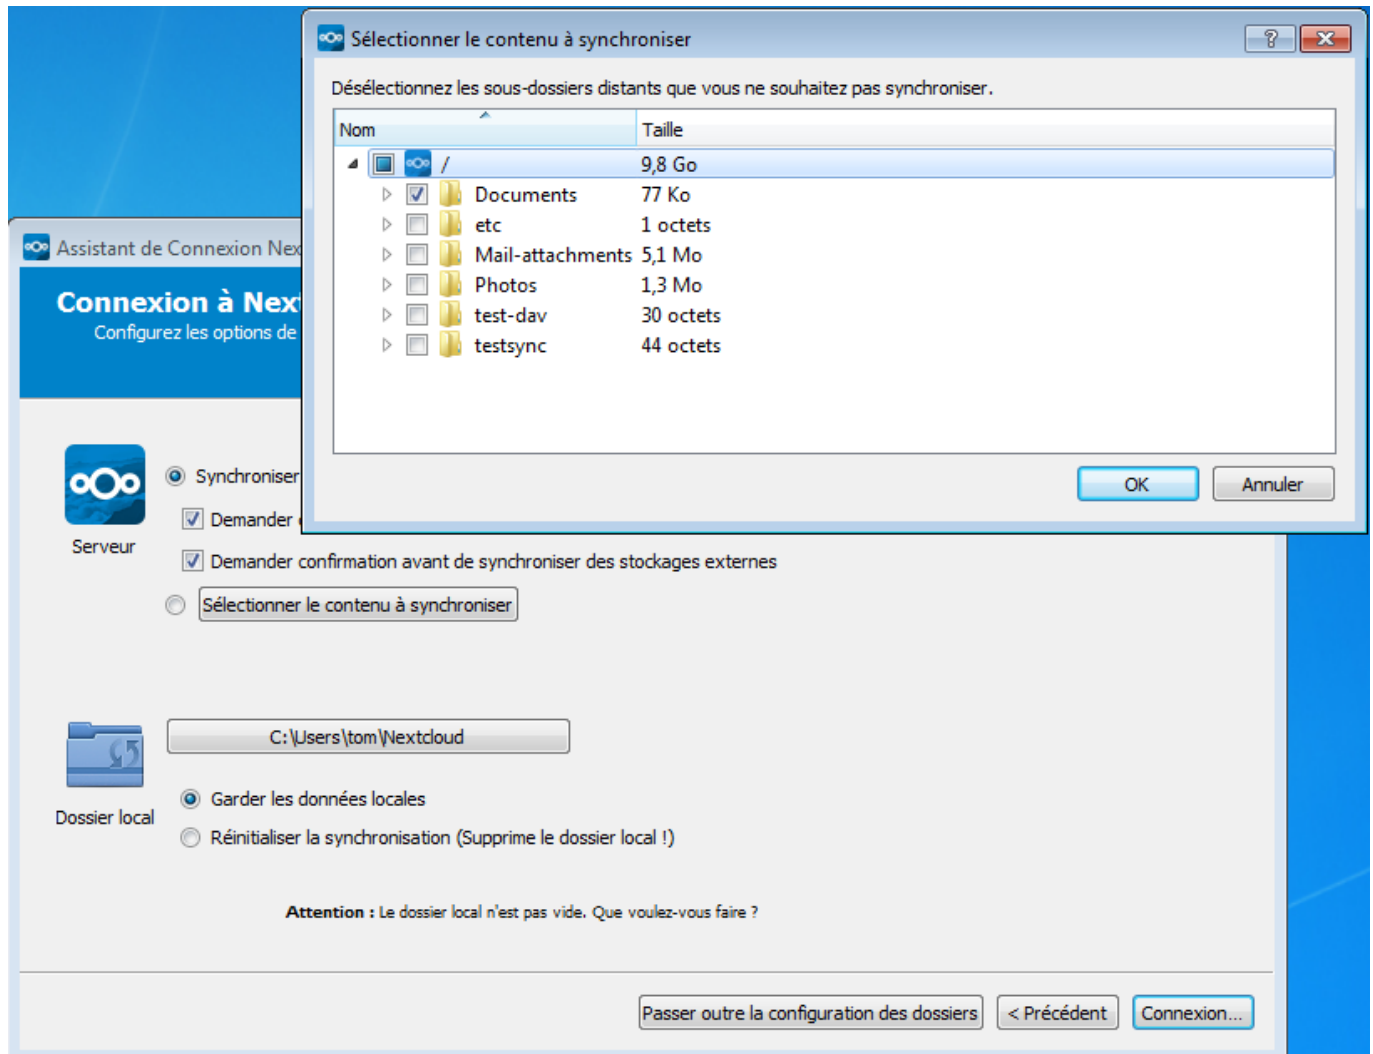 Sélectionner le contenu à synchroniser
Désélectionnez les sous-dossiers distants que vous ne souhaitez pas synchroniser.
Nom Taille
/ 9,8 Go
Documents 77 Ko
etc 1 octets
Mail-attachments 5,1 Mo
Photos 1,3 Mo
test-dav 30 octets
testsync 44 octets
OK Annuler
Assistant de Connexion Nex
Connexion à Next
Configurez les options de
Serveur
Synchroniser
Demander
Demander confirmation avant de synchroniser des stockages externes
Sélectionner le contenu à synchroniser
Dossier local
C:\Users\tom\Nextcloud
Garder les données locales
Réinitialiser la synchronisation (Supprime le dossier local !)
Attention : Le dossier local n'est pas vide. Que voulez-vous faire ?
Passer outre la configuration des dossiers < Précédent Connexion...